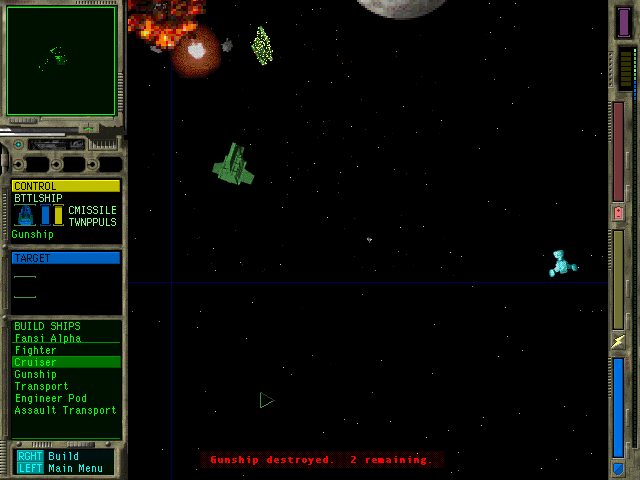 CONTROL
BTTLSHIP
CMISSILE
TWNPPULS
Gunship
TARGET
BUILD SHIPS
Fansi Alpha
Fighter
Cruiser
Gunship
Transport
Engineer Pod
Assault Transport
RGHT Build
LEFT Main Menu
Gunship destroyed. 2 remaining.